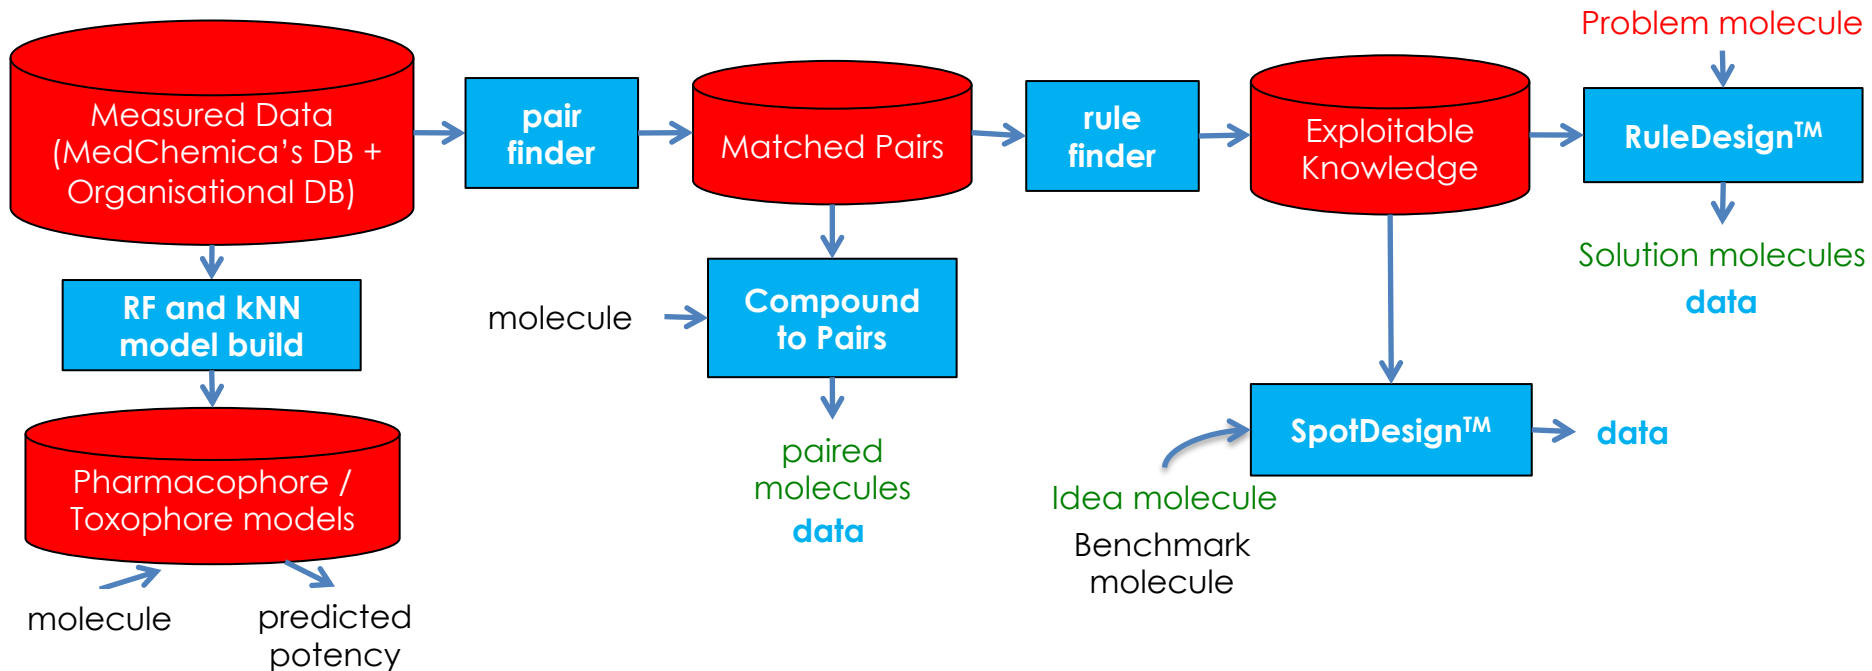 Problem molecule
Measured Data
(MedChemica's DB +
Organisational DB)
pair
finder
Matched Pairs
rule
finder
Exploitable
Knowledge
RuleDesign™
Solution molecules
data
RF and kNN
model build
molecule
Compound
to Pairs
SpotDesign™
data
paired
molecules
data
Idea molecule
Benchmark
molecule
Pharmacophore /
Toxophore models
molecule
predicted
potency